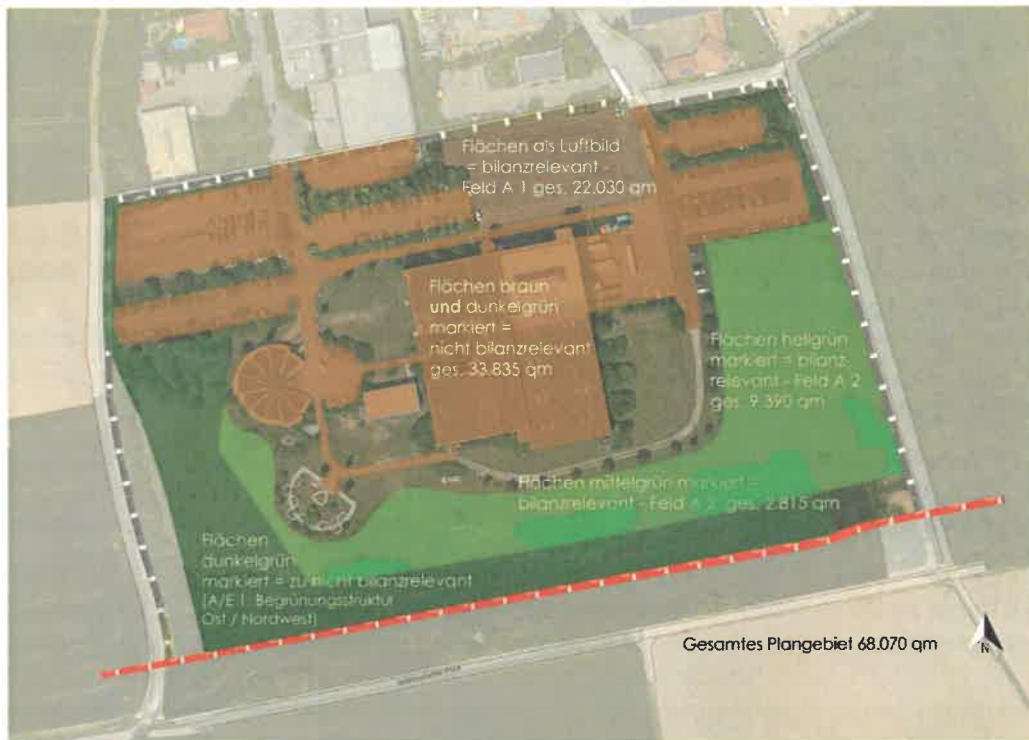 Flächen als Luftbild
= bilanzrelevant -
Feld A 1 ges. 22.030 qm
Flächen braun
und dunkelgrün
markiert =
nicht bilanzrelevant
ges. 33.835 qm
Flächen hellgrün
markiert = bilanz-
relevant - Feld A 2
ges. 9.390 qm
Flächen mittelgrün markiert =
bilanzrelevant - Feld A 2 ges. 2.815 qm
Flächen
dunkelgrün
markiert = zu nicht bilanzrelevant
(A/E 1: Begrünungsstruktur
Ost / Nordwest)
Gesamtes Plangebiet 68.070 qm
N